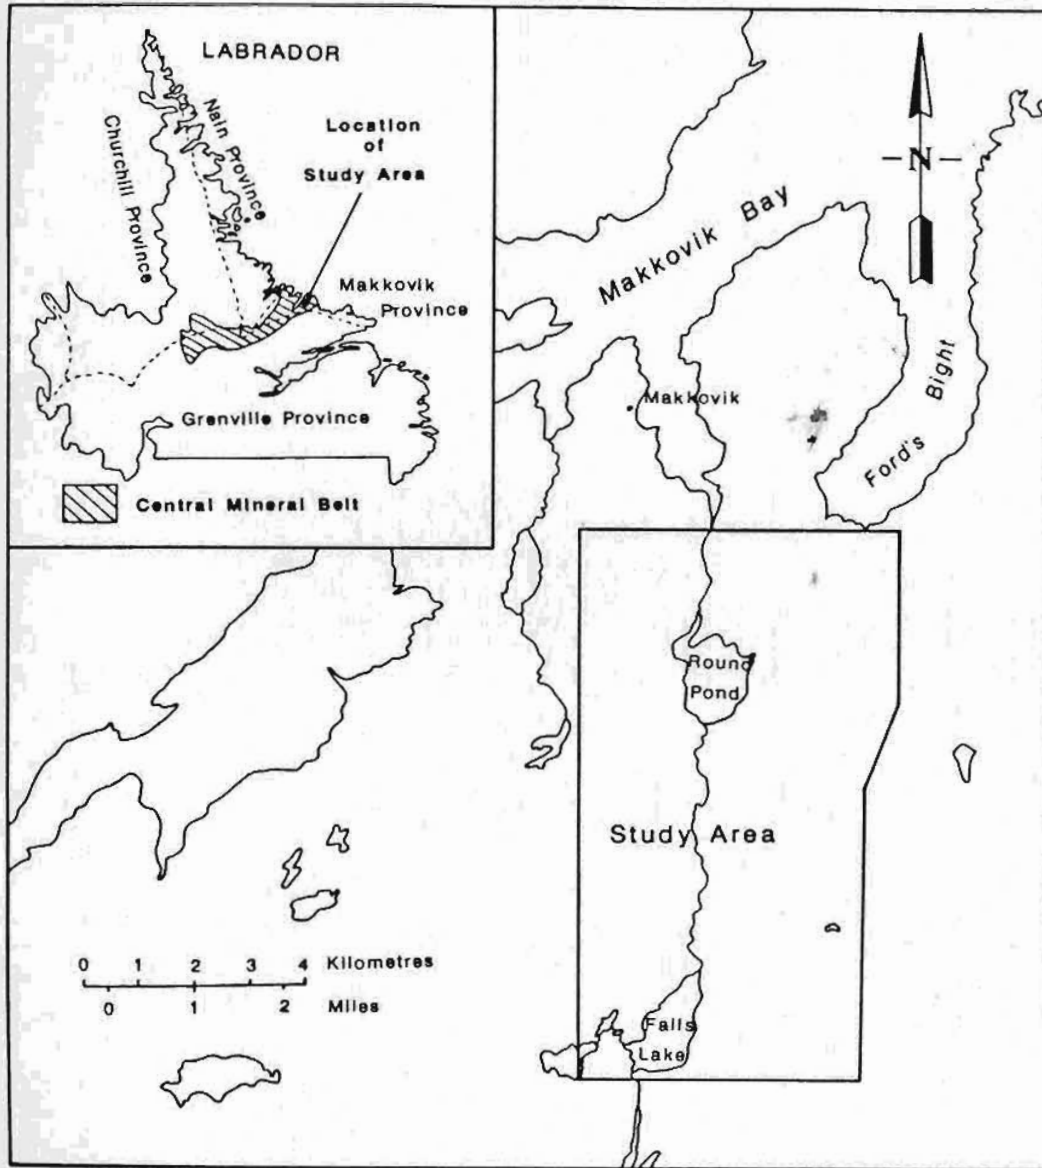 LABRADOR
Location
of
Study Area
Nain Province
Churchill Province
Makkovik
Province
Grenville Province
Central Mineral Belt
Makkovik Bay
N
Makkovik
Ford's Bight
Round
Pond
Study Area
0 1 2 3 4 Kilometres
0 1 2 Miles
Falls
Lake